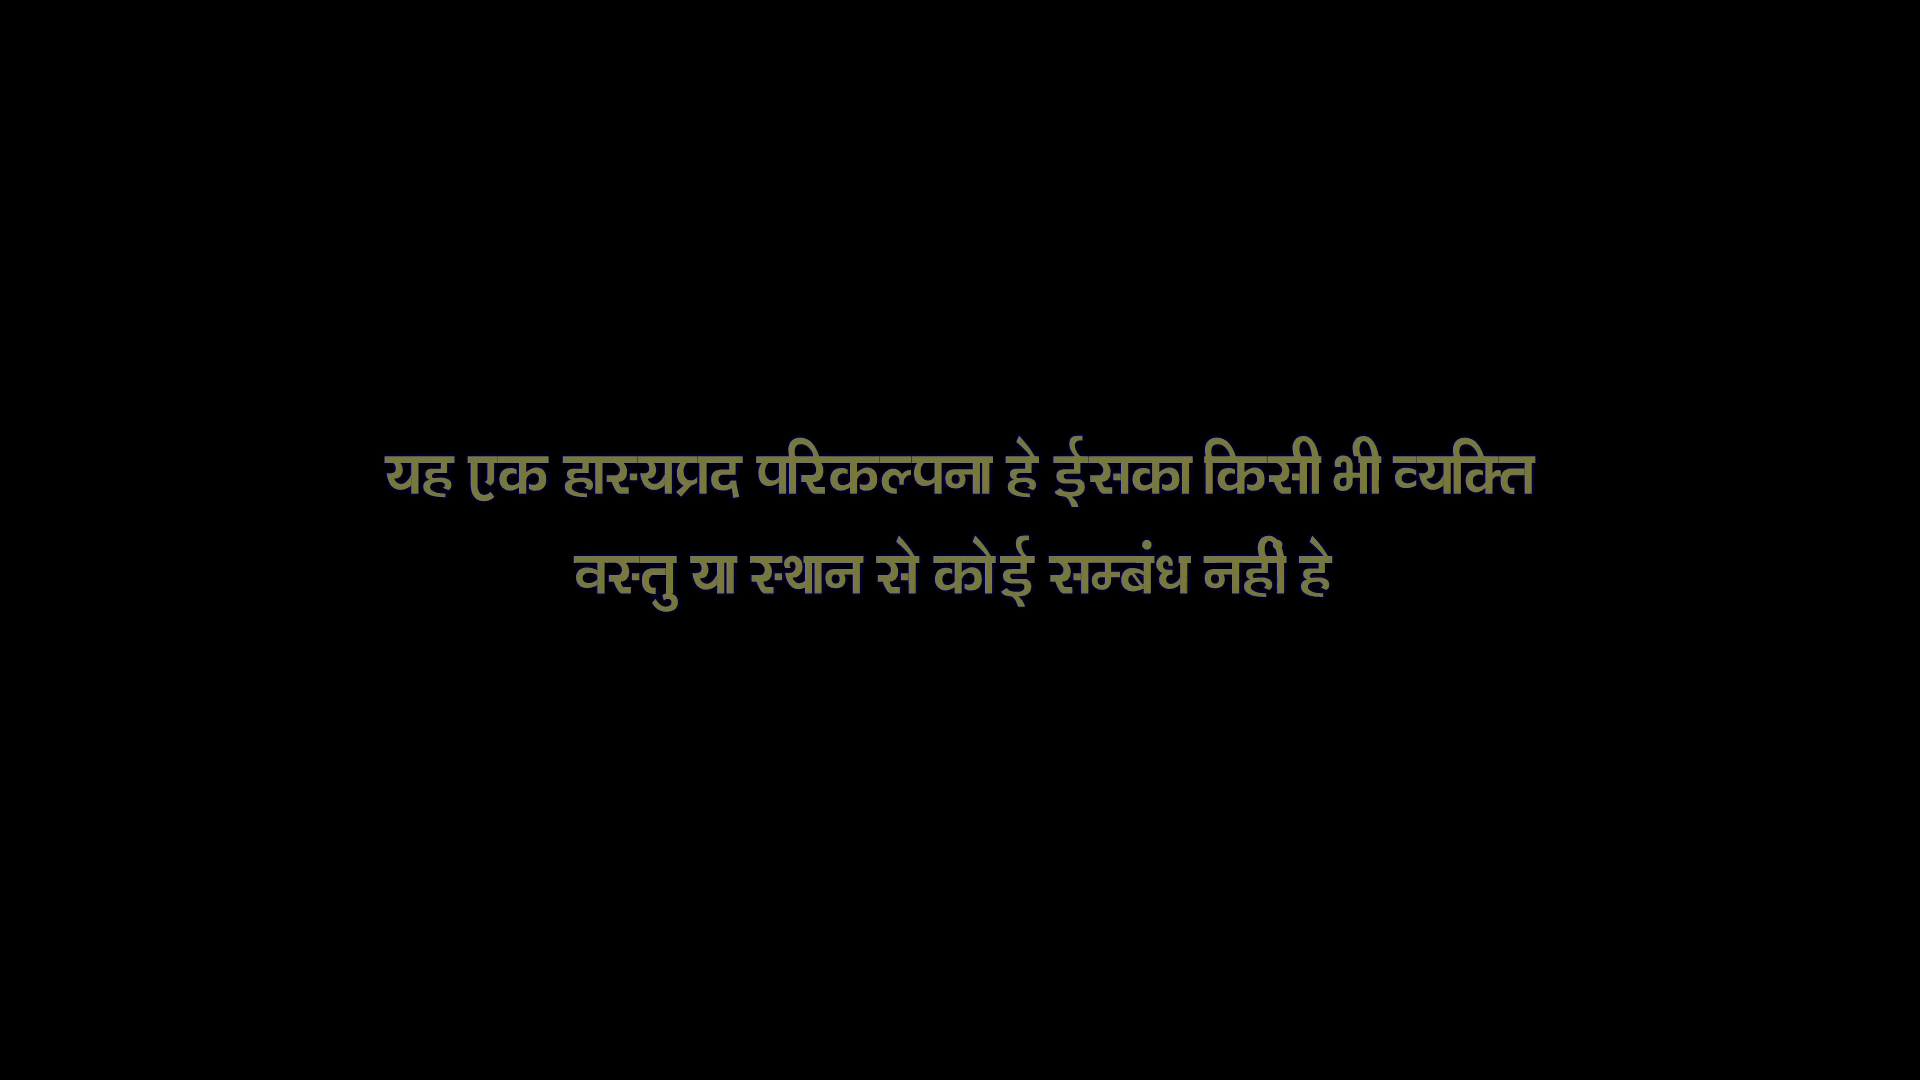 यह एक हास्यप्रद परिकल्पना हे ईसका किसी भी व्यक्ति
वस्तु या स्थान से कोई सम्बंध नहीं हे